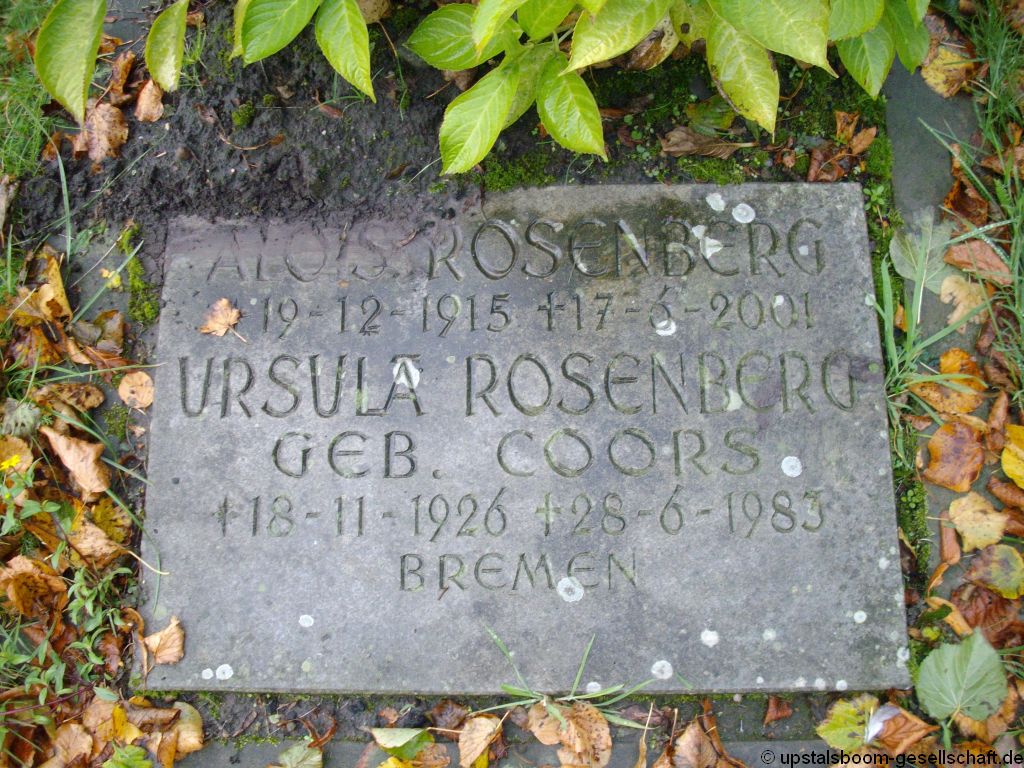 ALOIS ROSENBERG
* 19-12-1915 † 17-6-2001
URSULA ROSENBERG
GEB. COORS
* 18-11-1926 † 28-6-1983
BREMEN
© upstalsboom-gesellschaft.de